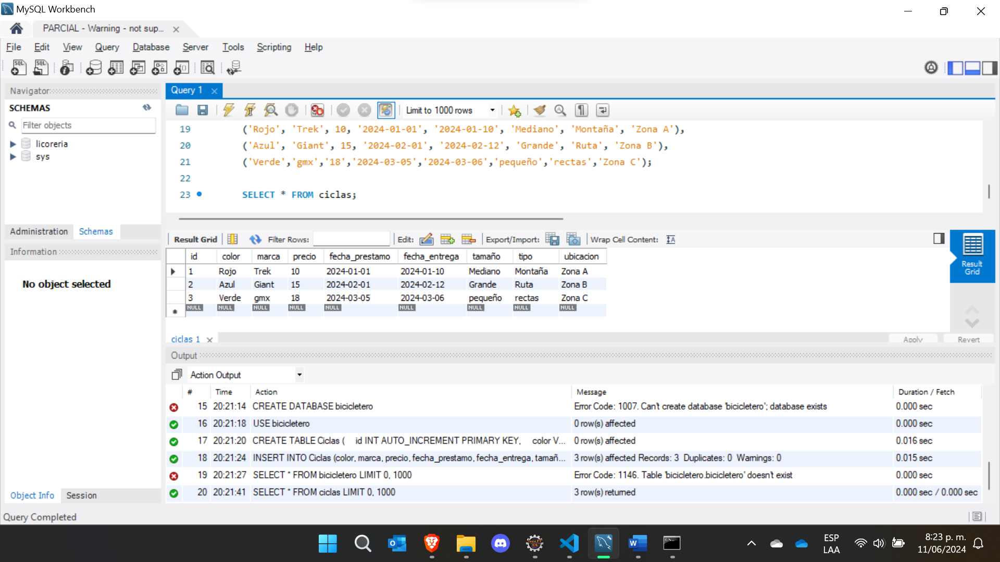 MySQL Workbench
PARCIAL - Warning - not sup...
File Edit View Query Database Server Tools Scripting Help
Navigator
SCHEMAS
Filter objects
licoreria
sys
Administration Schemas
Information
No object selected
Object Info Session
Query 1
Limit to 1000 rows
19 ('Rojo', 'Trek', 10, '2024-01-01', '2024-01-10', 'Mediano', 'Montaña', 'Zona A'),
20 ('Azul', 'Giant', 15, '2024-02-01', '2024-02-12', 'Grande', 'Ruta', 'Zona B'),
21 ('Verde','gmx','18','2024-03-05','2024-03-06','pequeño','rectas','Zona C');
22
23 SELECT * FROM ciclas;
Result Grid Filter Rows: Edit: Export/Import: Wrap Cell Content:
id color marca precio fecha_prestamo fecha_entrega tamaño tipo ubicacion
1 Rojo Trek 10 2024-01-01 2024-01-10 Mediano Montaña Zona A
2 Azul Giant 15 2024-02-01 2024-02-12 Grande Ruta Zona B
3 Verde gmx 18 2024-03-05 2024-03-06 pequeño rectas Zona C
NULL NULL NULL NULL NULL NULL NULL NULL NULL
Result
Grid
ciclas 1
Apply Revert
Output
Action Output
# Time Action Message Duration / Fetch
15 20:21:14 CREATE DATABASE bicicletero Error Code: 1007. Can't create database 'bicicletero'; database exists 0.000 sec
16 20:21:18 USE bicicletero 0 row(s) affected 0.000 sec
17 20:21:20 CREATE TABLE Ciclas ( id INT AUTO_INCREMENT PRIMARY KEY, color V... 0 row(s) affected 0.016 sec
18 20:21:24 INSERT INTO Ciclas (color, marca, precio, fecha_prestamo, fecha_entrega, tamañ... 3 row(s) affected Records: 3 Duplicates: 0 Warnings: 0 0.015 sec
19 20:21:27 SELECT * FROM bicicletero LIMIT 0, 1000 Error Code: 1146. Table 'bicicletero.bicicletero' doesn't exist 0.000 sec
20 20:21:41 SELECT * FROM ciclas LIMIT 0, 1000 3 row(s) returned 0.000 sec / 0.000 sec
Query Completed
ESP
LAA
8:23 p. m.
11/06/2024